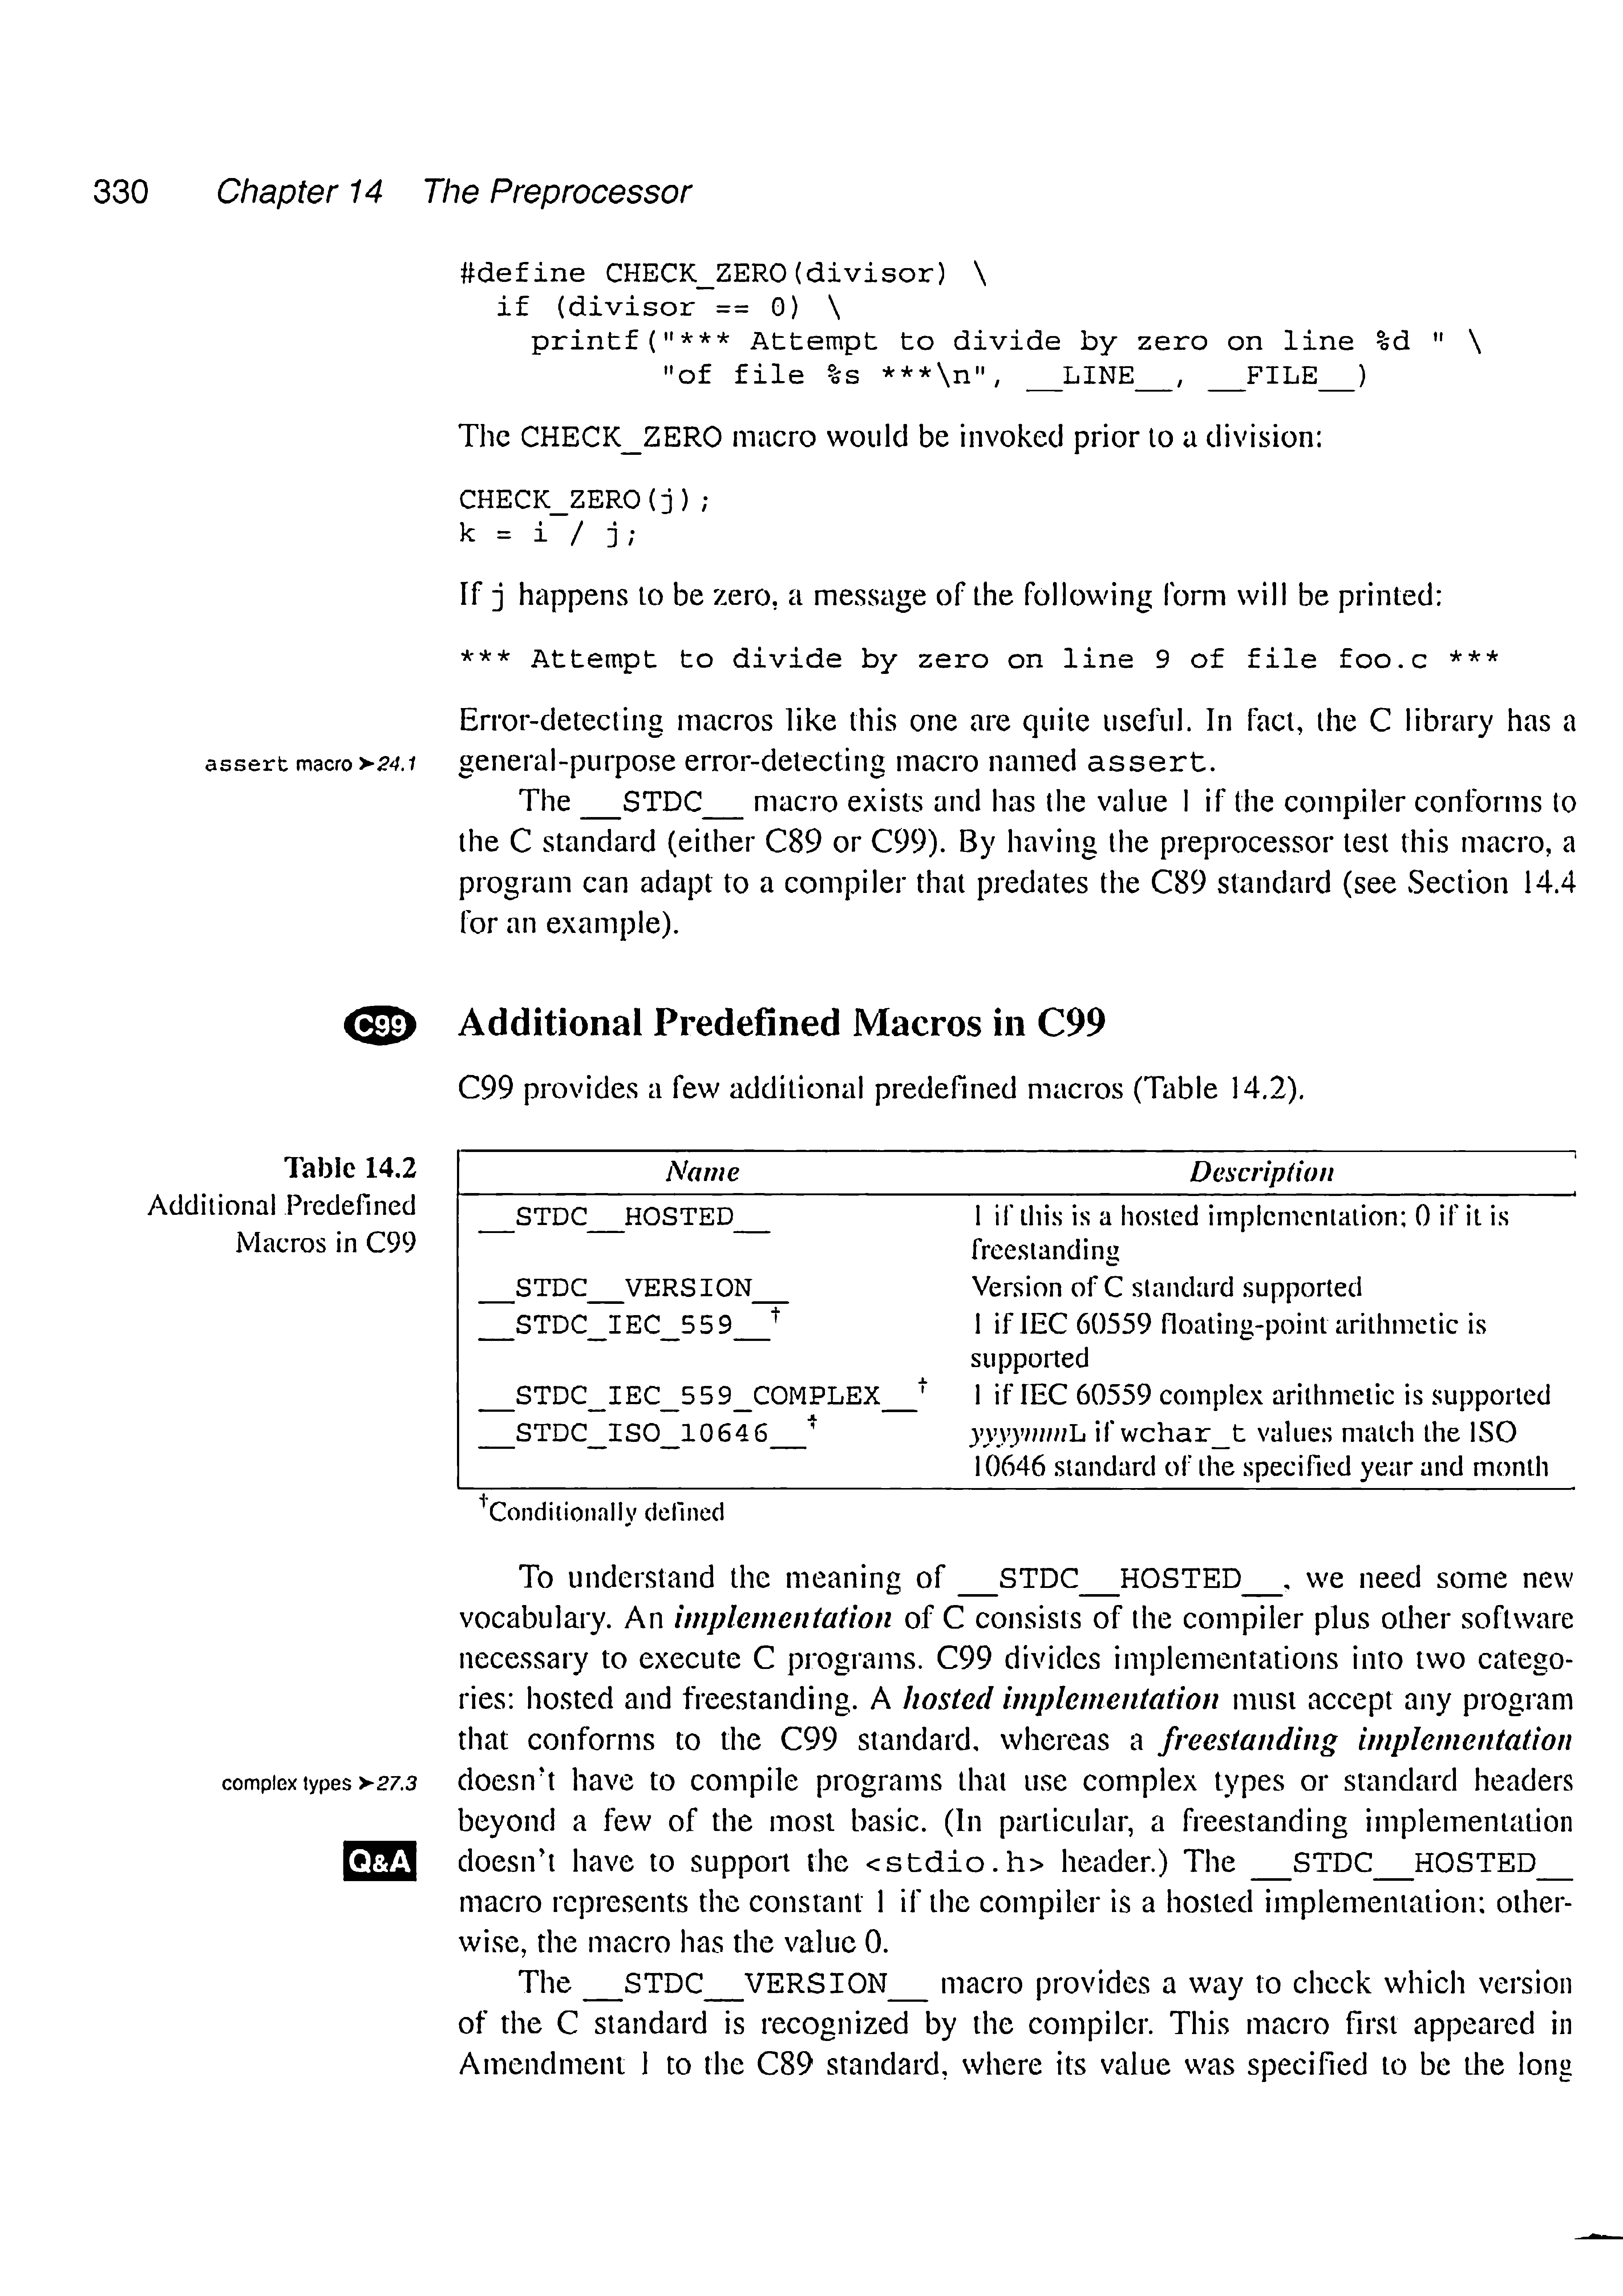 330 Chapter 14 The Preprocessor
#define CHECK_ZERO(divisor) \
if (divisor == 0) \
printf("*** Attempt to divide by zero on line %d " \
"of file %s ***\n", __LINE__, __FILE__)
The CHECK_ZERO macro would be invoked prior to a division:
CHECK_ZERO(j);
k = i / j;
If j happens to be zero, a message of the following form will be printed:
*** Attempt to divide by zero on line 9 of file foo.c ***
Error-detecting macros like this one are quite useful. In fact, the C library has a
assert macro ➤24.1 general-purpose error-detecting macro named assert.
The __STDC__ macro exists and has the value 1 if the compiler conforms to
the C standard (either C89 or C99). By having the preprocessor test this macro, a
program can adapt to a compiler that predates the C89 standard (see Section 14.4
for an example).
C99 Additional Predefined Macros in C99
C99 provides a few additional predefined macros (Table 14.2).
Table 14.2
Additional Predefined
Macros in C99
Name Description
__STDC__HOSTED__ 1 if this is a hosted implementation; 0 if it is
freestanding
__STDC__VERSION__ Version of C standard supported
__STDC_IEC_559__† 1 if IEC 60559 floating-point arithmetic is
supported
__STDC_IEC_559_COMPLEX__† 1 if IEC 60559 complex arithmetic is supported
__STDC_ISO_10646__† yyyymmL if wchar_t values match the ISO
10646 standard of the specified year and month
†Conditionally defined
To understand the meaning of __STDC__HOSTED__, we need some new
vocabulary. An implementation of C consists of the compiler plus other software
necessary to execute C programs. C99 divides implementations into two catego-
ries: hosted and freestanding. A hosted implementation must accept any program
that conforms to the C99 standard, whereas a freestanding implementation
complex types ➤27.3 doesn't have to compile programs that use complex types or standard headers
beyond a few of the most basic. (In particular, a freestanding implementation
Q&A doesn't have to support the <stdio.h> header.) The __STDC__HOSTED__
macro represents the constant 1 if the compiler is a hosted implementation; other-
wise, the macro has the value 0.
The __STDC__VERSION__ macro provides a way to check which version
of the C standard is recognized by the compiler. This macro first appeared in
Amendment 1 to the C89 standard, where its value was specified to be the long